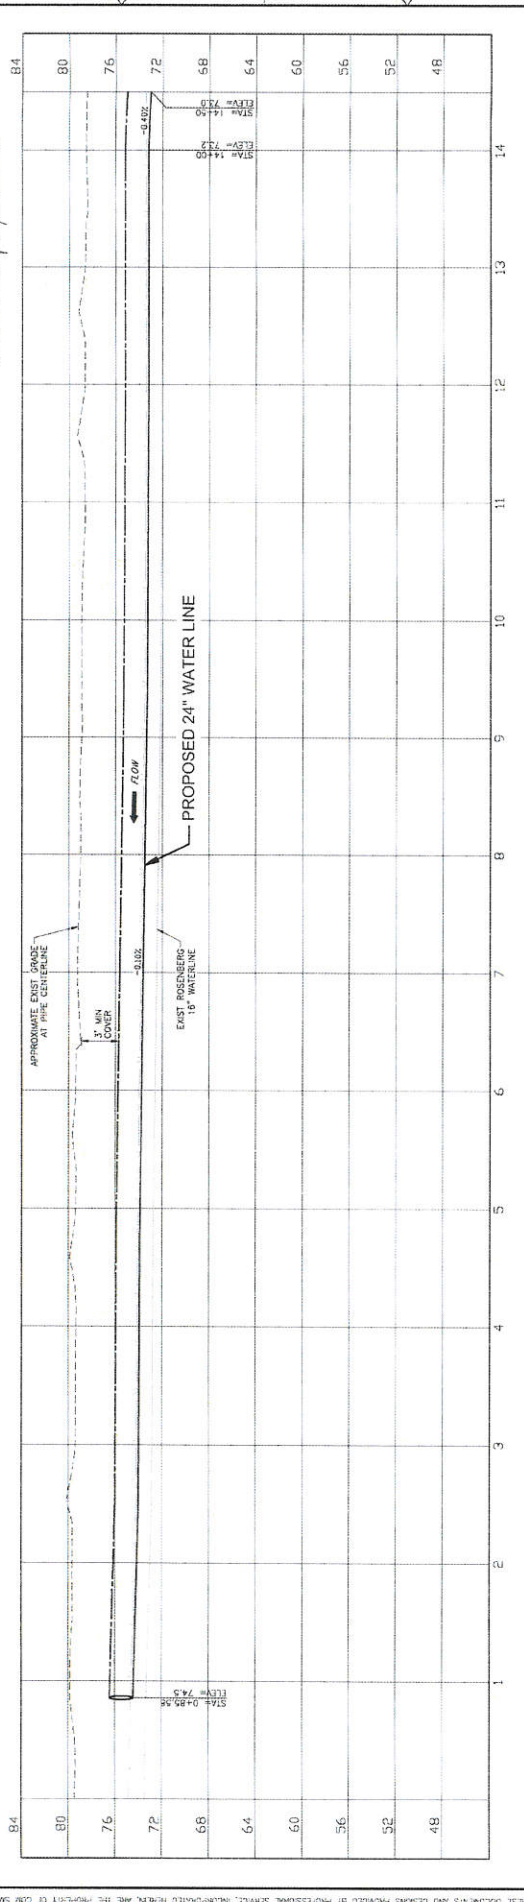 84
80
76
72
68
64
60
56
52
48
84
80
76
72
68
64
60
56
52
48
STA= 0+85.58
ELEV= 74.5
APPROXIMATE EXIST GRADE
AT PIPE CENTERLINE
3' MIN
COVER
-0.10%
EXIST ROSENBERG
16" WATERLINE
FLOW
PROPOSED 24" WATER LINE
STA= 14+00
ELEV= 73.2
-0.40%
STA= 14+50
ELEV= 73.0
1
2
3
4
5
6
7
8
9
10
11
12
13
14